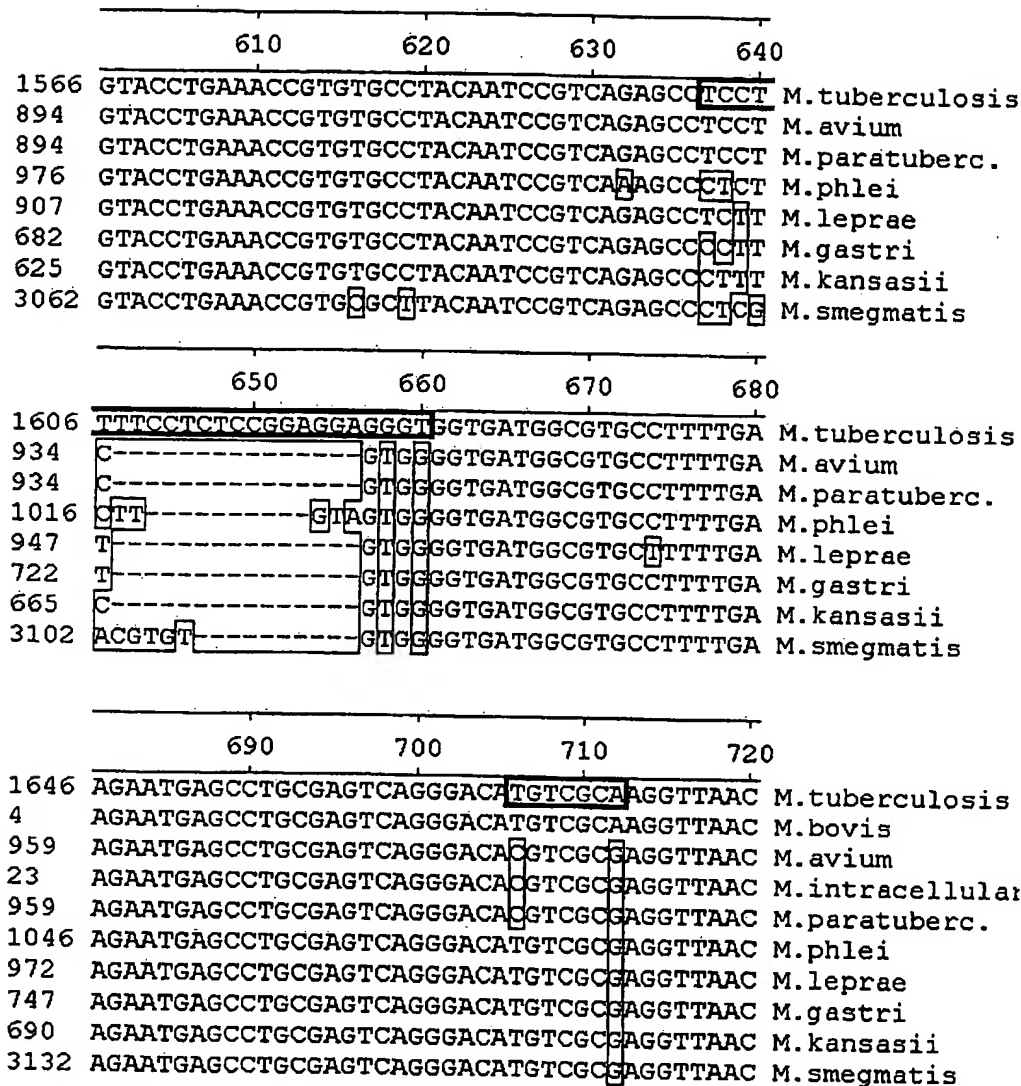 610 620 630 640
1566 GTACCTGAAACCGTGTGCCTACAATCCGTCAGAGCCTCCT M.tuberculosis
894 GTACCTGAAACCGTGTGCCTACAATCCGTCAGAGCCTCCT M.avium
894 GTACCTGAAACCGTGTGCCTACAATCCGTCAGAGCCTCCT M.paratuberc.
976 GTACCTGAAACCGTGTGCCTACAATCCGTCAAAGCCCTCT M.phlei
907 GTACCTGAAACCGTGTGCCTACAATCCGTCAGAGCCTCTT M.leprae
682 GTACCTGAAACCGTGTGCCTACAATCCGTCAGAGCCCCTT M.gastri
625 GTACCTGAAACCGTGTGCCTACAATCCGTCAGAGCCCTTT M.kansasii
3062 GTACCTGAAACCGTGCGCTTACAATCCGTCAGAGCCCTCG M.smegmatis
650 660 670 680
1606 TTTCCTCTCCGGAGGAGGGTGGTGATGGCGTGCCTTTTGA M.tuberculosis
934 C---------------GTGGGGTGATGGCGTGCCTTTTGA M.avium
934 C---------------GTGGGGTGATGGCGTGCCTTTTGA M.paratuberc.
1016 CTT----------GTAGTGGGGTGATGGCGTGCCTTTTGA M.phlei
947 T---------------GTGGGGTGATGGCGTGCTTTTTGA M.leprae
722 T---------------GTGGGGTGATGGCGTGCCTTTTGA M.gastri
665 C---------------GTGGGGTGATGGCGTGCCTTTTGA M.kansasii
3102 ACGTGT----------GTGGGGTGATGGCGTGCCTTTTGA M.smegmatis
690 700 710 720
1646 AGAATGAGCCTGCGAGTCAGGGACATGTCGCAAGGTTAAC M.tuberculosis
4 AGAATGAGCCTGCGAGTCAGGGACATGTCGCAAGGTTAAC M.bovis
959 AGAATGAGCCTGCGAGTCAGGGACACGTCGCGAGGTTAAC M.avium
23 AGAATGAGCCTGCGAGTCAGGGACACGTCGCGAGGTTAAC M.intracellular
959 AGAATGAGCCTGCGAGTCAGGGACACGTCGCGAGGTTAAC M.paratuberc.
1046 AGAATGAGCCTGCGAGTCAGGGACATGTCGCGAGGTTAAC M.phlei
972 AGAATGAGCCTGCGAGTCAGGGACATGTCGCGAGGTTAAC M.leprae
747 AGAATGAGCCTGCGAGTCAGGGACATGTCGCGAGGTTAAC M.gastri
690 AGAATGAGCCTGCGAGTCAGGGACATGTCGCGAGGTTAAC M.kansasii
3132 AGAATGAGCCTGCGAGTCAGGGACATGTCGCGAGGTTAAC M.smegmatis